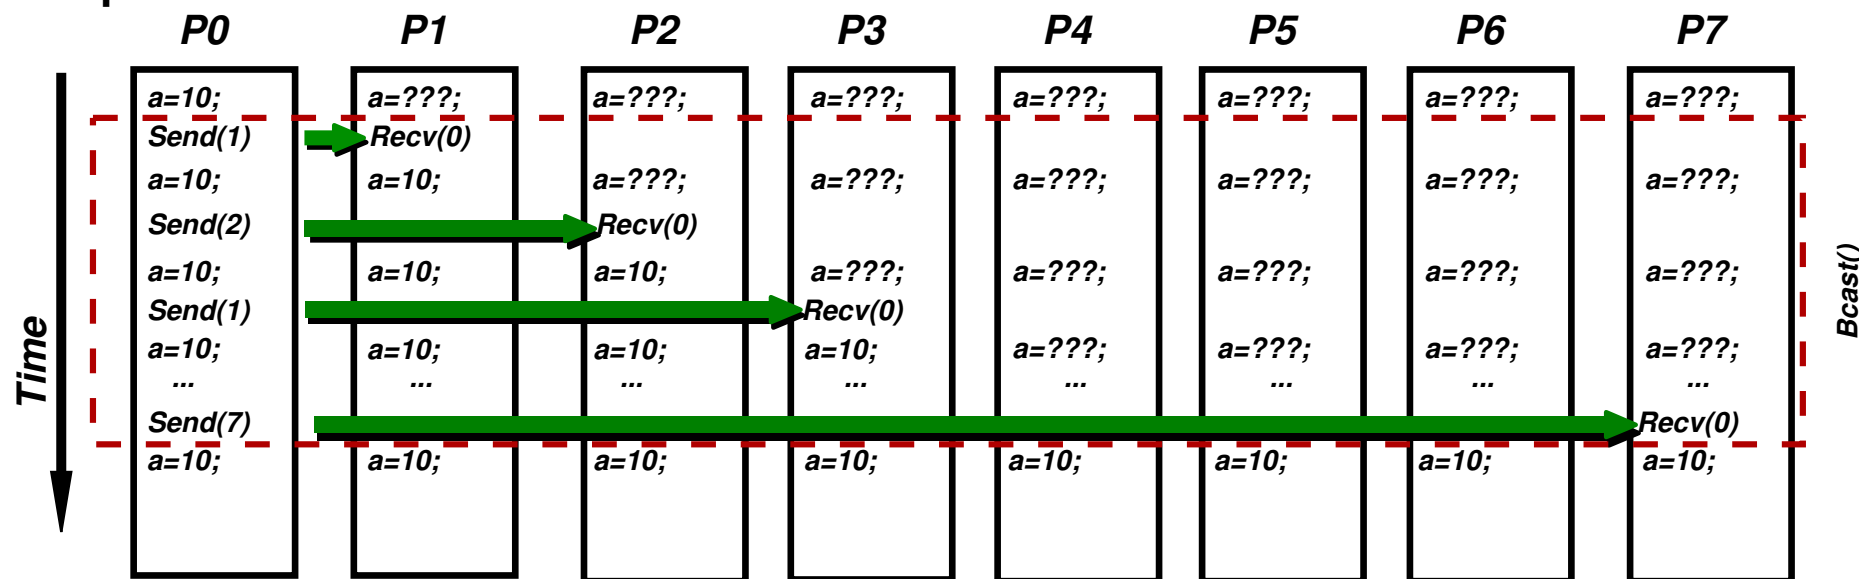 P0 P1 P2 P3 P4 P5 P6 P7
a=10; a=???; a=???; a=???; a=???; a=???; a=???; a=???;
Send(1) Recv(0)
a=10; a=10; a=???; a=???; a=???; a=???; a=???; a=???;
Send(2) Recv(0)
a=10; a=10; a=10; a=???; a=???; a=???; a=???; a=???;
Send(1) Recv(0)
a=10; a=10; a=10; a=10; a=???; a=???; a=???; a=???;
... ... ... ... ... ... ... ...
Send(7) Recv(0)
a=10; a=10; a=10; a=10; a=10; a=10; a=10; a=10;
Time
Bcast()